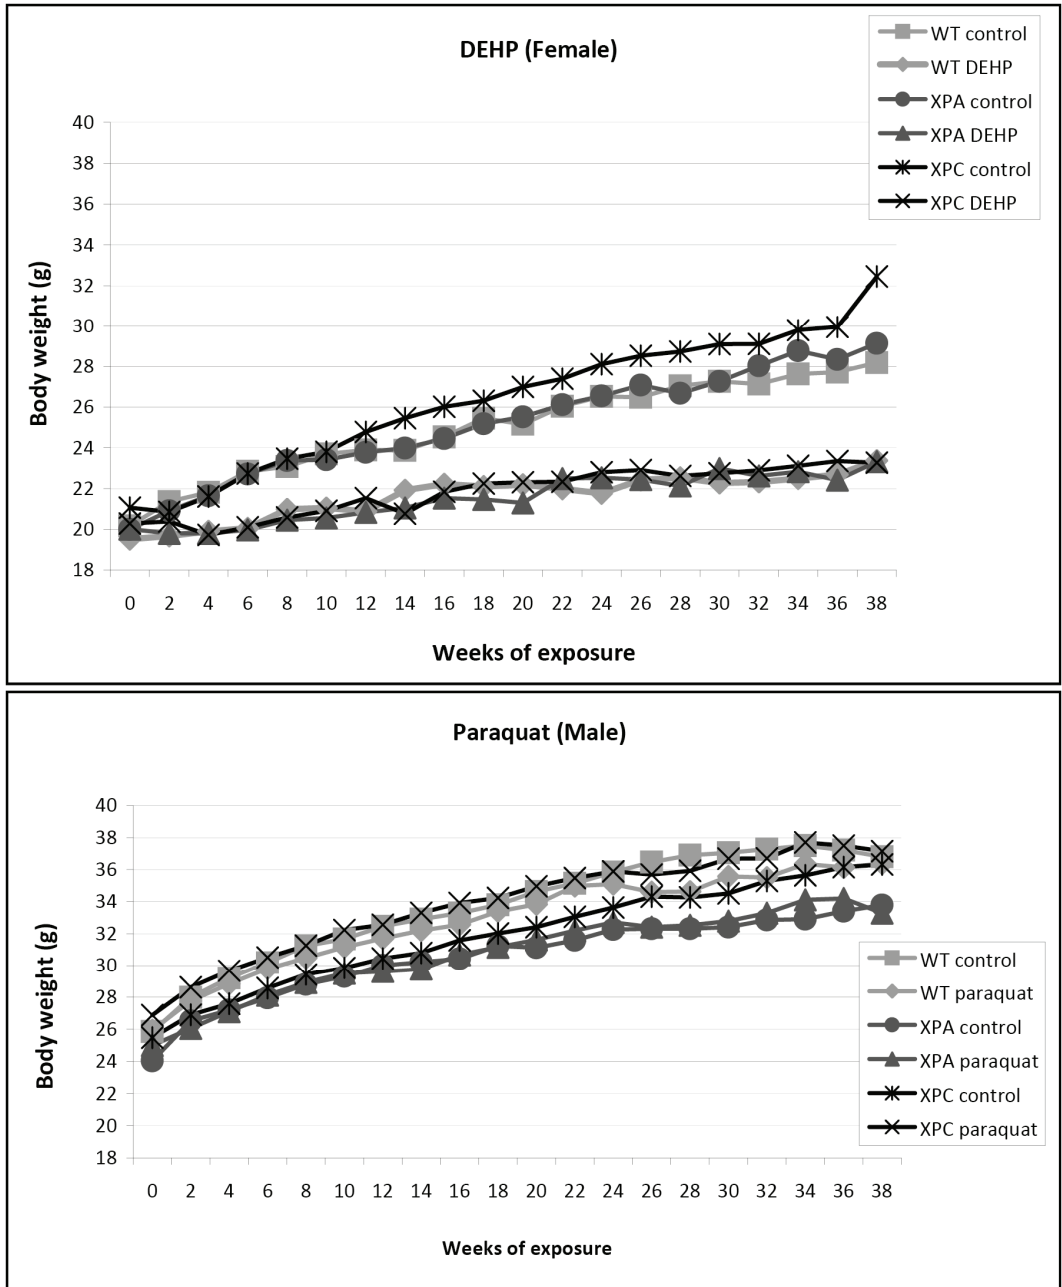 DEHP (Female)
WT control
WT DEHP
XPA control
XPA DEHP
XPC control
XPC DEHP
40
38
36
34
32
30
28
26
24
22
20
18
Body weight (g)
0 2 4 6 8 10 12 14 16 18 20 22 24 26 28 30 32 34 36 38
Weeks of exposure
Paraquat (Male)
40
38
36
34
32
30
28
26
24
22
20
18
Body weight (g)
WT control
WT paraquat
XPA control
XPA paraquat
XPC control
XPC paraquat
0 2 4 6 8 10 12 14 16 18 20 22 24 26 28 30 32 34 36 38
Weeks of exposure